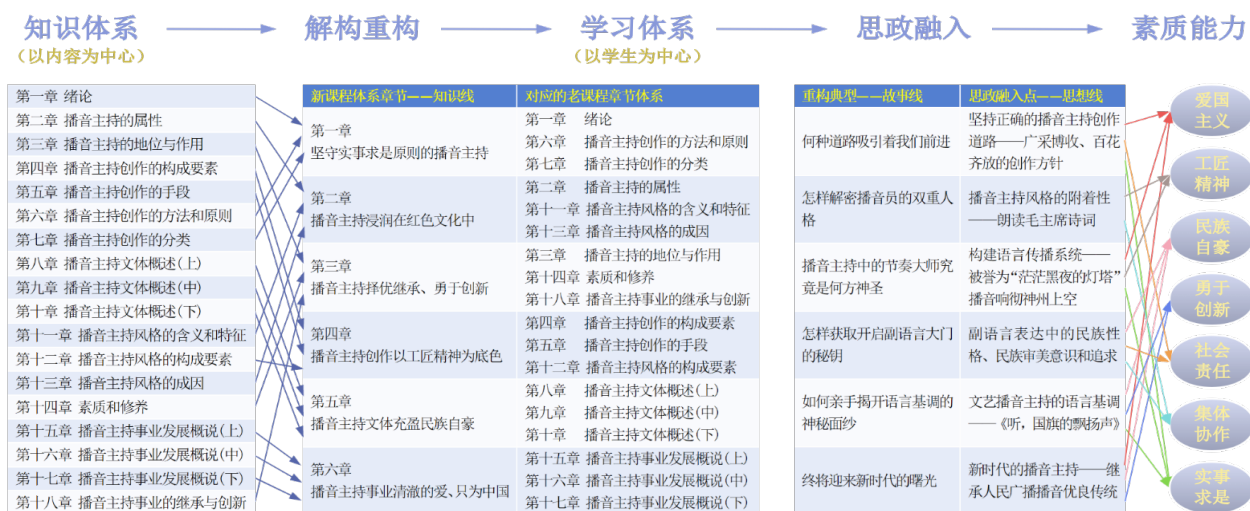 知识体系
解构重构
学习体系
思政融入
素质能力
(以内容为中心)
(以学生为中心)
第一章 绪论
第二章 播音主持的属性
第三章 播音主持的地位与作用
第四章 播音主持创作的构成要素
第五章 播音主持创作的手段
第六章 播音主持创作的方法和原则
第七章 播音主持创作的分类
第八章 播音主持文体概述(上)
第九章 播音主持文体概述(中)
第十章 播音主持文体概述(下)
第十一章 播音主持风格的含义和特征
第十二章 播音主持风格的构成要素
第十三章 播音主持风格的成因
第十四章 素质和修养
第十五章 播音主持事业发展概说(上)
第十六章 播音主持事业发展概说(中)
第十七章 播音主持事业发展概说(下)
第十八章 播音主持事业的继承与创新
新课程体系章节——知识线
第一章
坚守实事求是原则的播音主持
第二章
播音主持浸润在红色文化中
第三章
播音主持择优继承、勇于创新
第四章
播音主持创作以工匠精神为底色
第五章
播音主持文体充盈民族自豪
第六章
播音主持事业清澈的爱、只为中国
对应的老课程章节体系
第一章 绪论
第六章 播音主持创作的方法和原则
第七章 播音主持创作的分类
第二章 播音主持的属性
第十一章 播音主持风格的含义和特征
第十三章 播音主持风格的成因
第三章 播音主持的地位与作用
第十四章 素质和修养
第十八章 播音主持事业的继承与创新
第四章 播音主持创作的构成要素
第五章 播音主持创作的手段
第十二章 播音主持风格的构成要素
第八章 播音主持文体概述(上)
第九章 播音主持文体概述(中)
第十章 播音主持文体概述(下)
第十五章 播音主持事业发展概说(上)
第十六章 播音主持事业发展概说(中)
第十七章 播音主持事业发展概说(下)
重构典型——故事线
何种道路吸引着我们前进
怎样解密播音员的双重人
格
播音主持中的节奏大师究
竟是何方神圣
怎样获取开启副语言大门
的秘钥
如何亲手揭开语言基调的
神秘面纱
终将迎来新时代的曙光
思政融入点——思想线
坚持正确的播音主持创作
道路——广采博收、百花
齐放的创作方针
播音主持风格的附着性
——朗读毛主席诗词
构建语言传播系统——
被誉为“茫茫黑夜的灯塔”
播音响彻神州上空
副语言表达中的民族性
格、民族审美意识和追求
文艺播音主持的语言基调
——《听，国旗的飘扬声》
新时代的播音主持——继
承人民广播播音优良传统
爱国
主义
工匠
精神
民族
自豪
勇于
创新
社会
责任
集体
协作
实事
求是